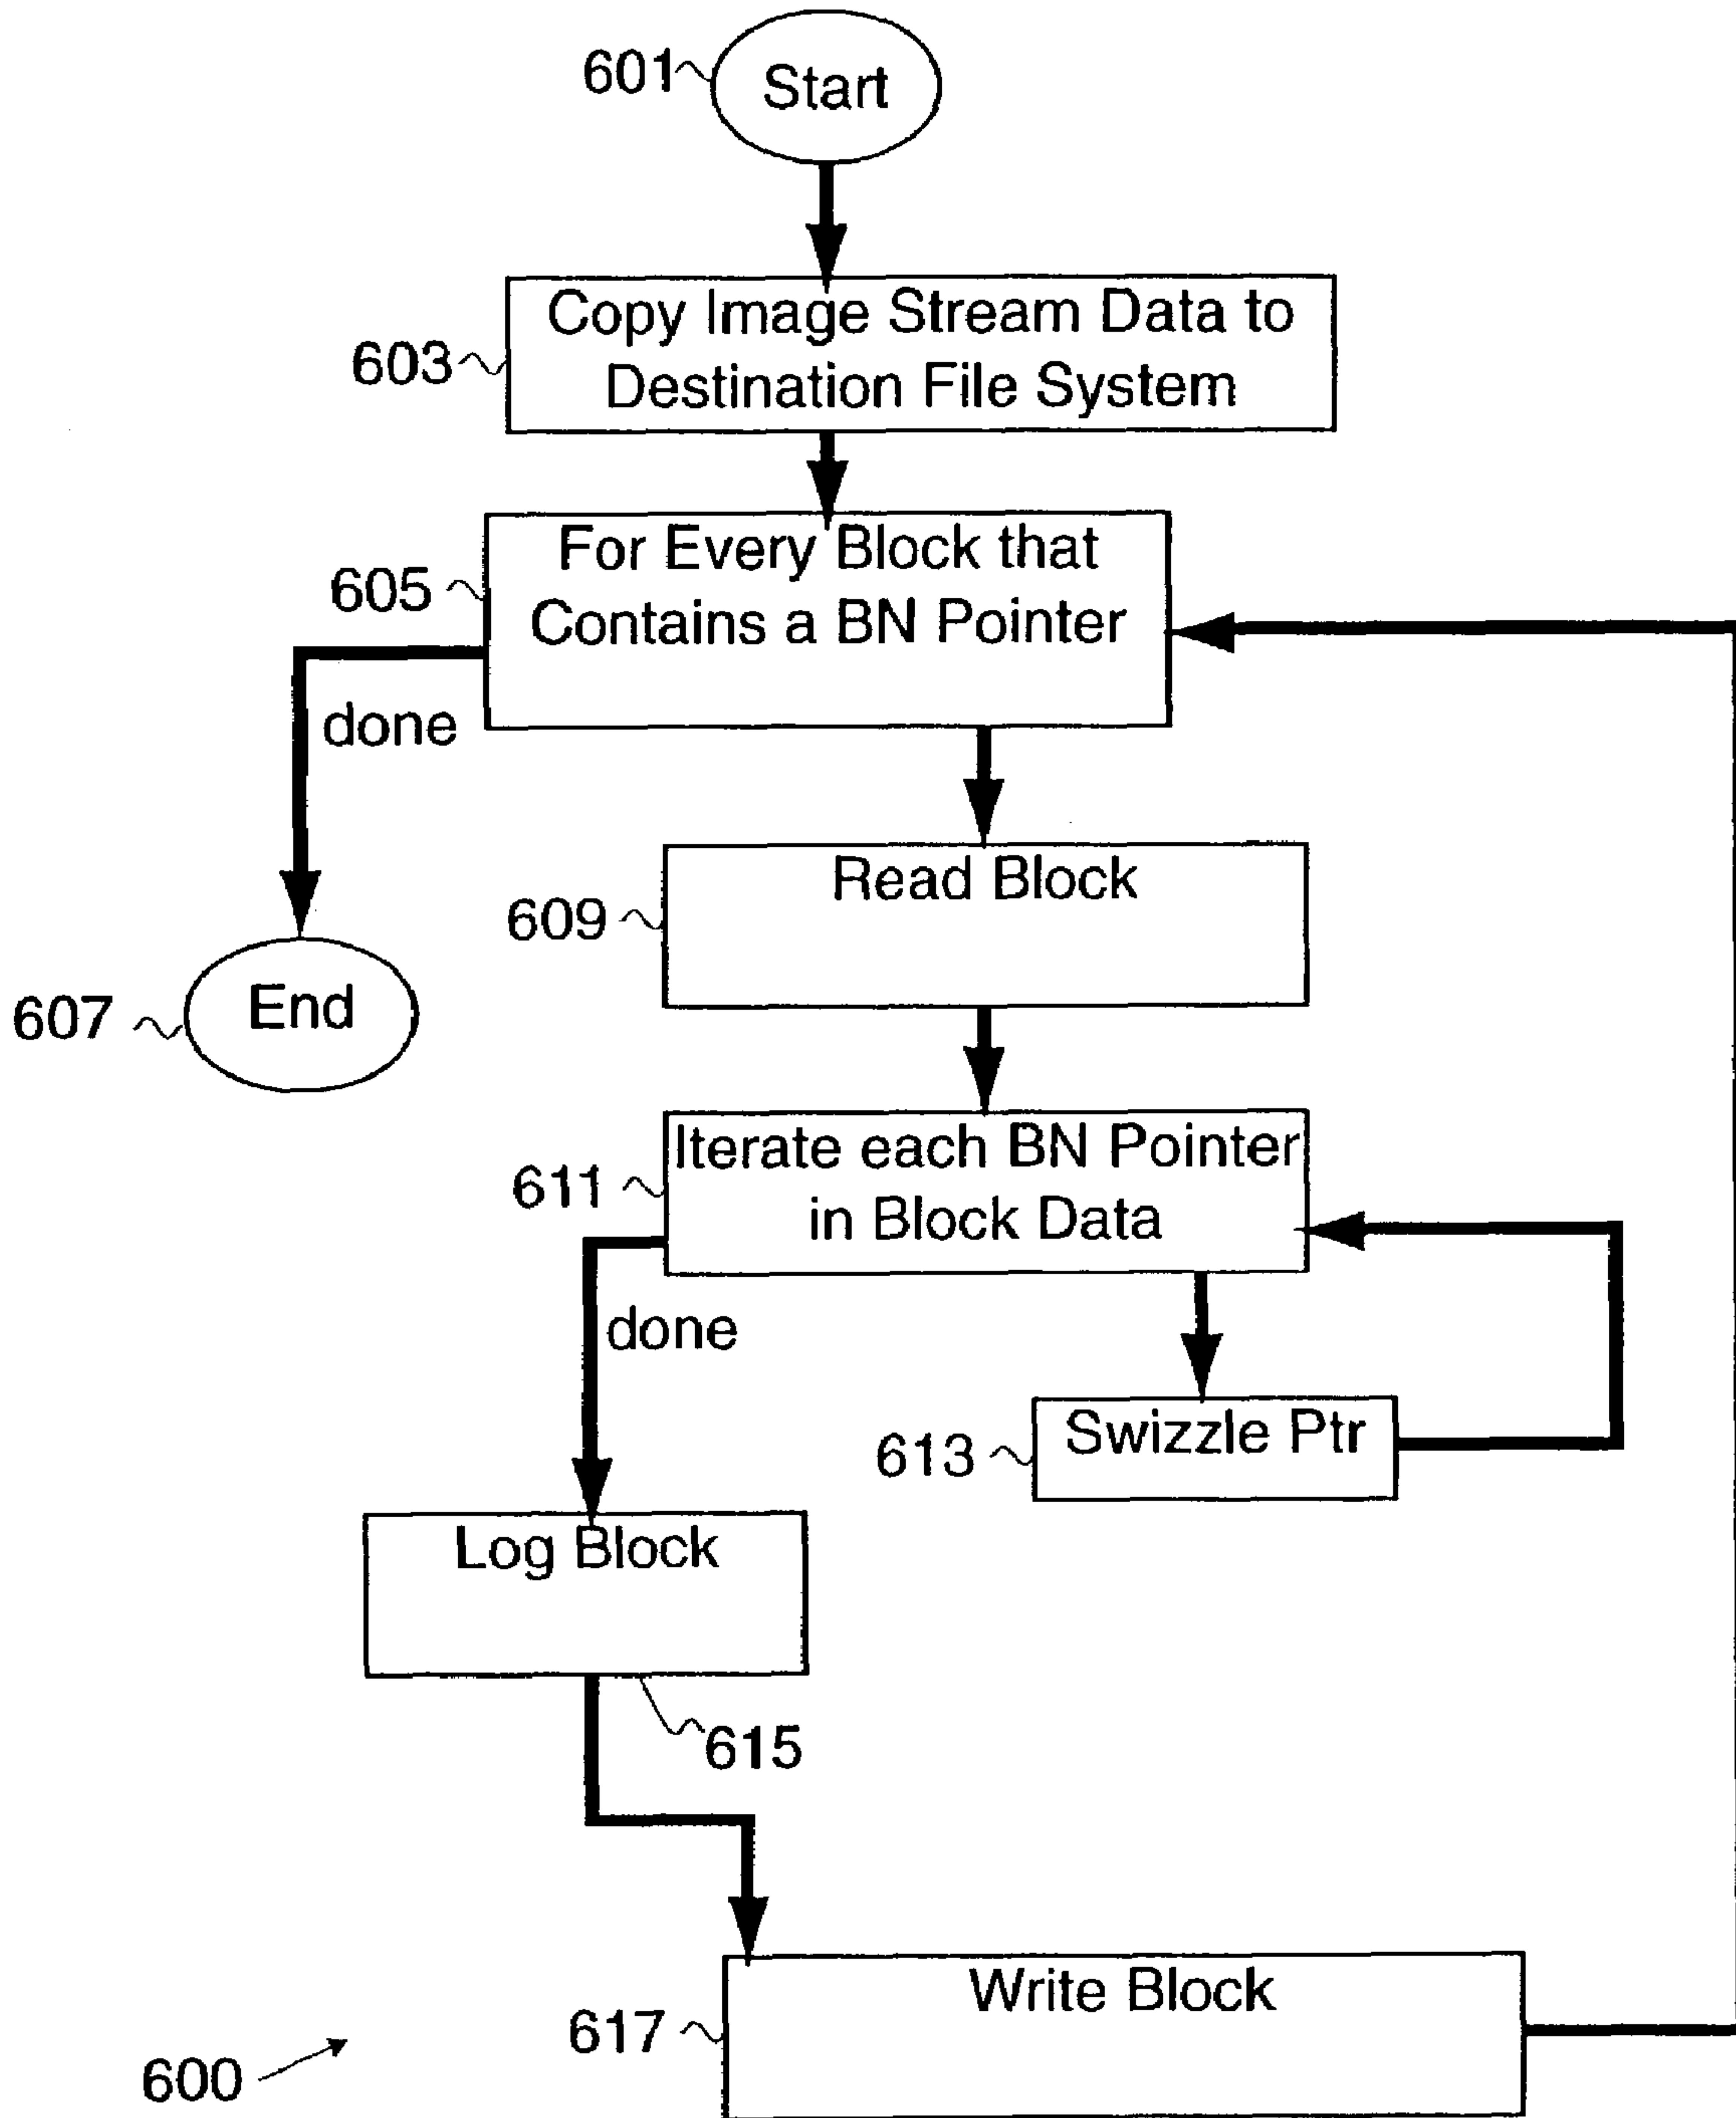 601
Start
603
Copy Image Stream Data to
Destination File System
605
For Every Block that
Contains a BN Pointer
done
609
Read Block
607
End
611
Iterate each BN Pointer
in Block Data
done
613
Swizzle Ptr
Log Block
615
617
Write Block
600